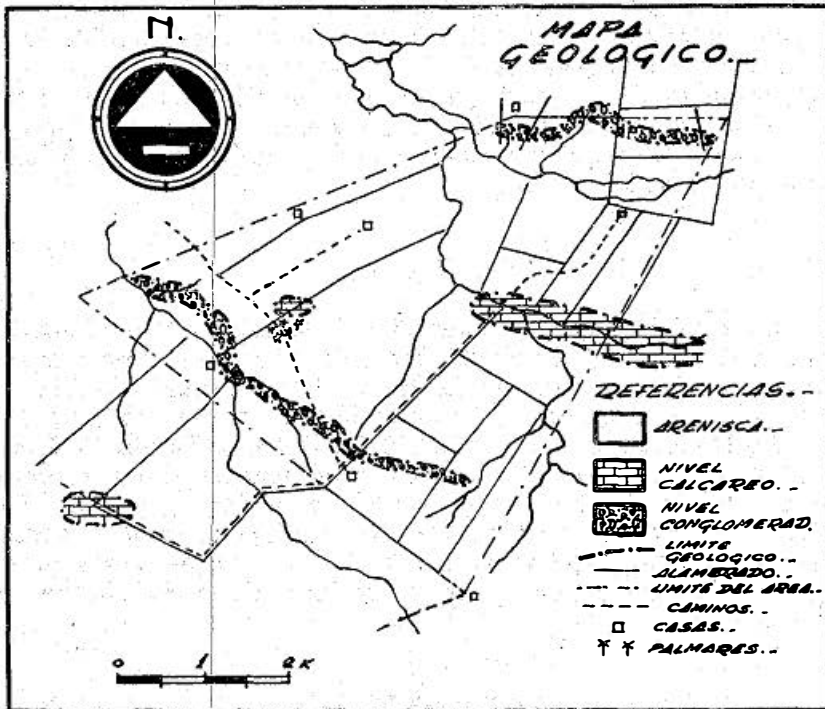 N.
MAPA
GEOLOGICO..
REFERENCIAS..
ARENISCA..
NIVEL
CALCAREO..
NIVEL
CONGLOMERAD.
LIMITE
GEOLOGICO..
ALAMBRADO..
LIMITE DEL AREA..
CAMINOS..
CASAS..
PALMARES..
0 1 2 K